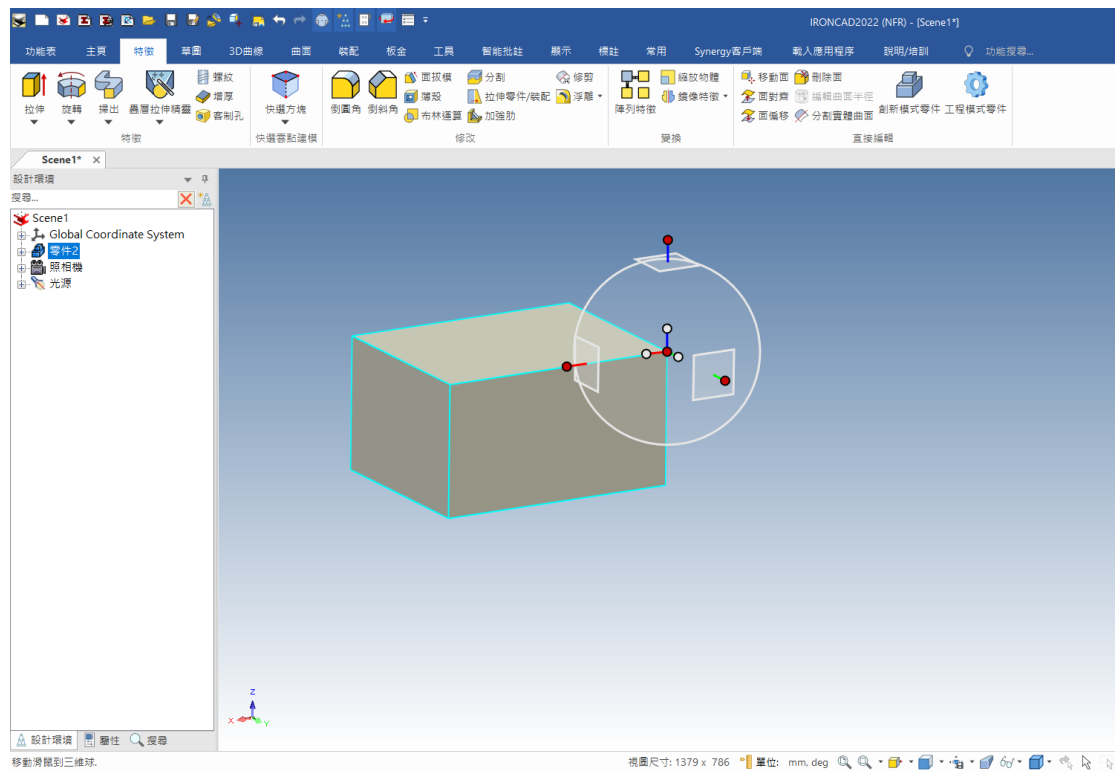 IRONCAD2022 (NFR) - [Scene1*]
功能表 主頁 特徵 草圖 3D曲線 曲面 裝配 板金 工具 智能批註 顯示 標註 常用 Synergy客戶端 載入應用程序 說明/培訓 功能搜尋...
拉伸 旋轉 掃出 疊層拉伸精靈 螺紋 增厚 客制孔
特徵
快選方塊
快選雲點建模
倒圓角 倒斜角 面拔模 薄殼 布林運算 分割 拉伸零件/裝配 加強肋 修剪 浮雕
修改
陣列特徵 縮放物體 鏡像特徵
變換
移動面 面對齊 面偏移 刪除面 編輯曲面半徑 分割實體曲面 創新模式零件 工程模式零件
直接編輯
Scene1*
設計環境
搜尋...
Scene1
Global Coordinate System
零件2
照相機
光源
Z
X
Y
設計環境 屬性 搜尋
移動滑鼠到三維球.
視圖尺寸: 1379 x 786 單位: mm, deg